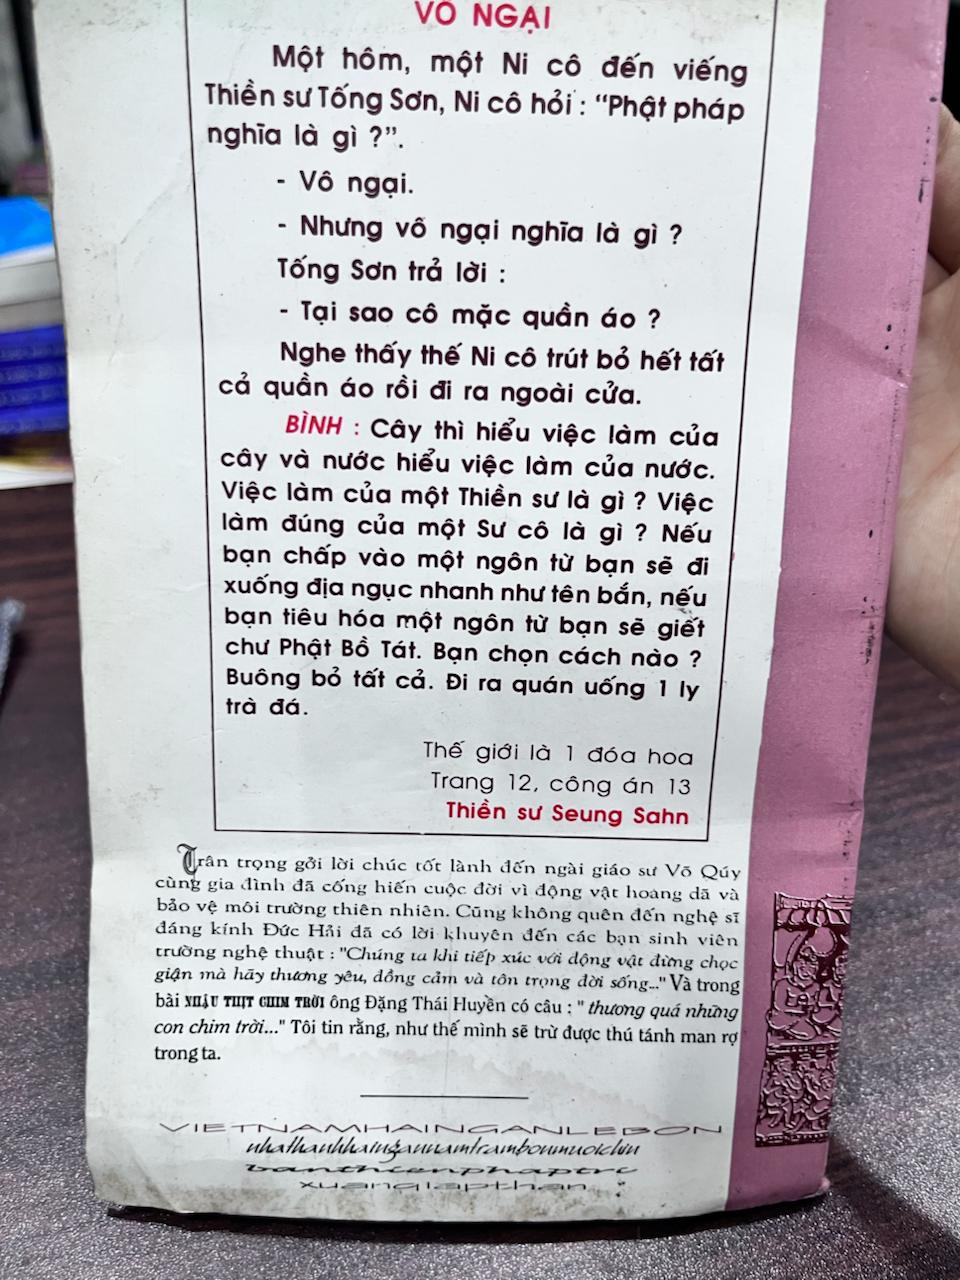 VÔ NGẠI
Một hôm, một Ni cô đến viếng
Thiền sư Tống Sơn, Ni cô hỏi : “Phật pháp
nghĩa là gì ?”.
- Vô ngại.
- Nhưng vô ngại nghĩa là gì ?
Tống Sơn trả lời :
- Tại sao cô mặc quần áo ?
Nghe thấy thế Ni cô trút bỏ hết tất
cả quần áo rồi đi ra ngoài cửa.
BÌNH : Cây thì hiểu việc làm của
cây và nước hiểu việc làm của nước.
Việc làm của một Thiền sư là gì ? Việc
làm đúng của một Sư cô là gì ? Nếu
bạn chấp vào một ngôn từ bạn sẽ đi
xuống địa ngục nhanh như tên bắn, nếu
bạn tiêu hóa một ngôn từ bạn sẽ giết
chư Phật Bồ Tát. Bạn chọn cách nào ?
Buông bỏ tất cả. Đi ra quán uống 1 ly
trà đá.
Thế giới là 1 đóa hoa
Trang 12, công án 13
Thiền sư Seung Sahn
Trân trọng gởi lời chúc tốt lành đến ngài giáo sư Võ Qúy
cùng gia đình đã cống hiến cuộc đời vì động vật hoang dã và
bảo vệ môi trường thiên nhiên. Cũng không quên đến nghệ sĩ
đáng kính Đức Hải đã có lời khuyên đến các bạn sinh viên
trường nghệ thuật : "Chúng ta khi tiếp xúc với động vật đừng chọc
giận mà hãy thương yêu, đồng cảm và tôn trọng đời sống..." Và trong
bài NHẬU THỊT CHIM TRỜI ông Đặng Thái Huyền có câu : " thương quá những
con chim trời..." Tôi tin rằng, như thế mình sẽ trừ được thú tánh man rợ
trong ta.
VIETNAMHAINGANLEBON
nhathanhhaingannamtrambonmuoichin
banthienphaptri
xuangiapthan